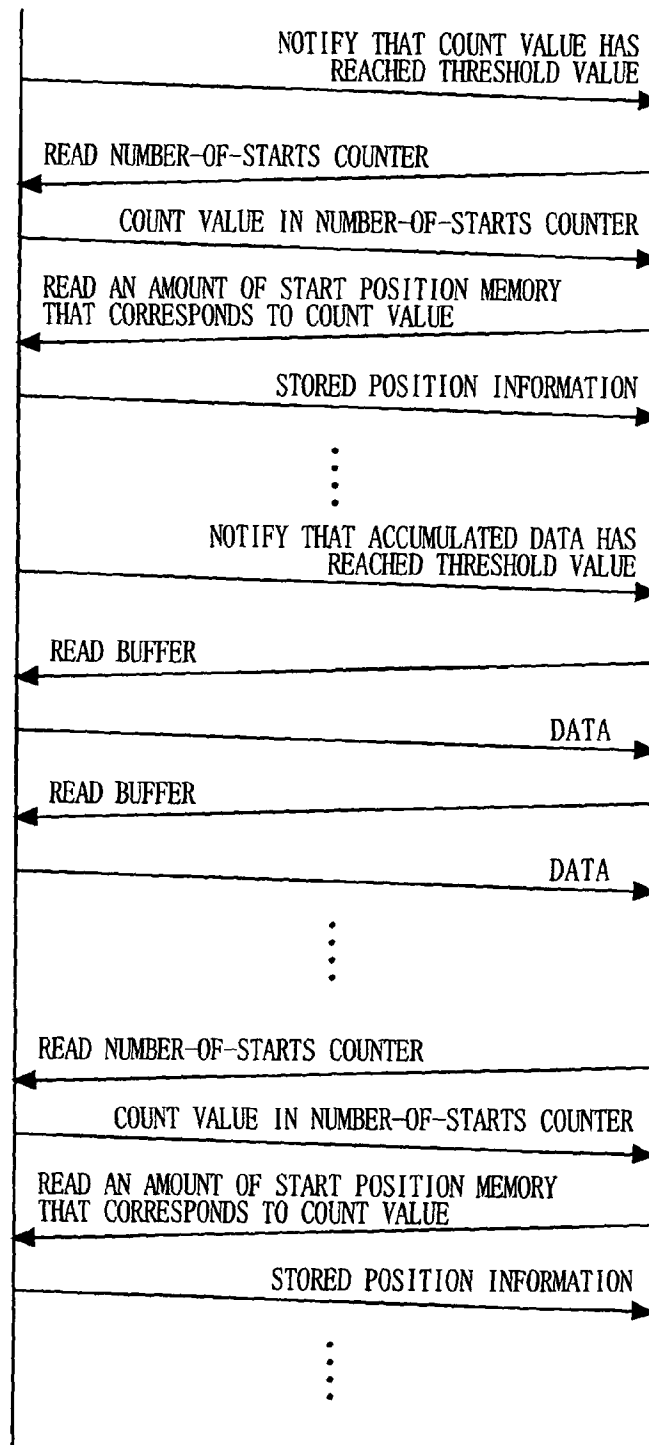 NOTIFY THAT COUNT VALUE HAS
REACHED THRESHOLD VALUE
READ NUMBER-OF-STARTS COUNTER
COUNT VALUE IN NUMBER-OF-STARTS COUNTER
READ AN AMOUNT OF START POSITION MEMORY
THAT CORRESPONDS TO COUNT VALUE
STORED POSITION INFORMATION
NOTIFY THAT ACCUMULATED DATA HAS
REACHED THRESHOLD VALUE
READ BUFFER
DATA
READ BUFFER
DATA
READ NUMBER-OF-STARTS COUNTER
COUNT VALUE IN NUMBER-OF-STARTS COUNTER
READ AN AMOUNT OF START POSITION MEMORY
THAT CORRESPONDS TO COUNT VALUE
STORED POSITION INFORMATION